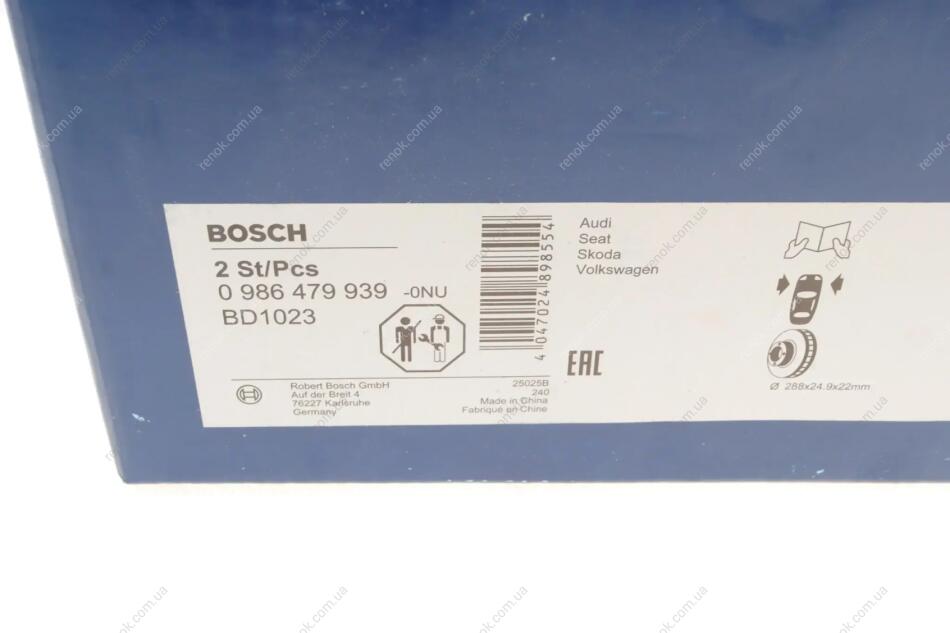 BOSCH
2 St/Pcs
0 986 479 939 -0NU
BD1023
Robert Bosch GmbH
Auf der Breit 4
76227 Karlsruhe
Germany
25025B
240
Made in China
Fabriqué en Chine
4 047024 898554
EAC
Audi
Seat
Skoda
Volkswagen
Ø 288x24.9x22mm
renok.com.ua